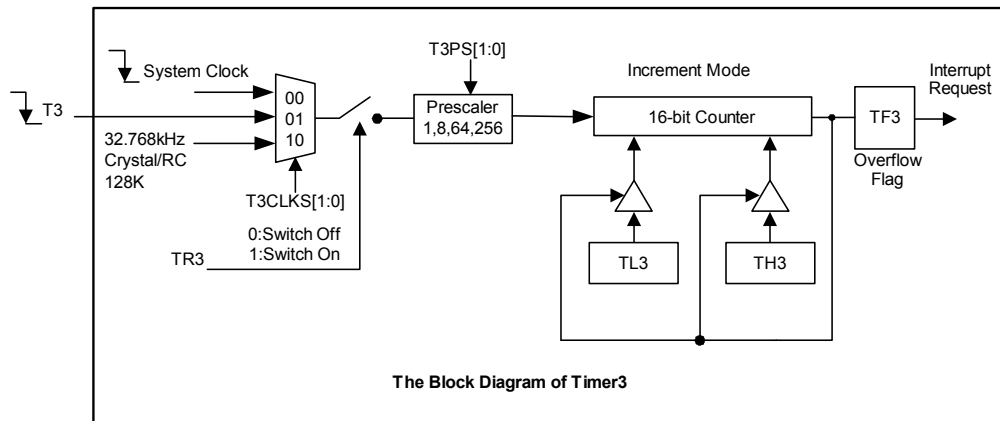 T3PS[1:0]
System Clock
Increment Mode
Interrupt
Request
T3
00
01
10
Prescaler
1,8,64,256
16-bit Counter
TF3
32.768kHz
Crystal/RC
128K
Overflow
Flag
T3CLKS[1:0]
0:Switch Off
1:Switch On
TR3
TL3
TH3
The Block Diagram of Timer3